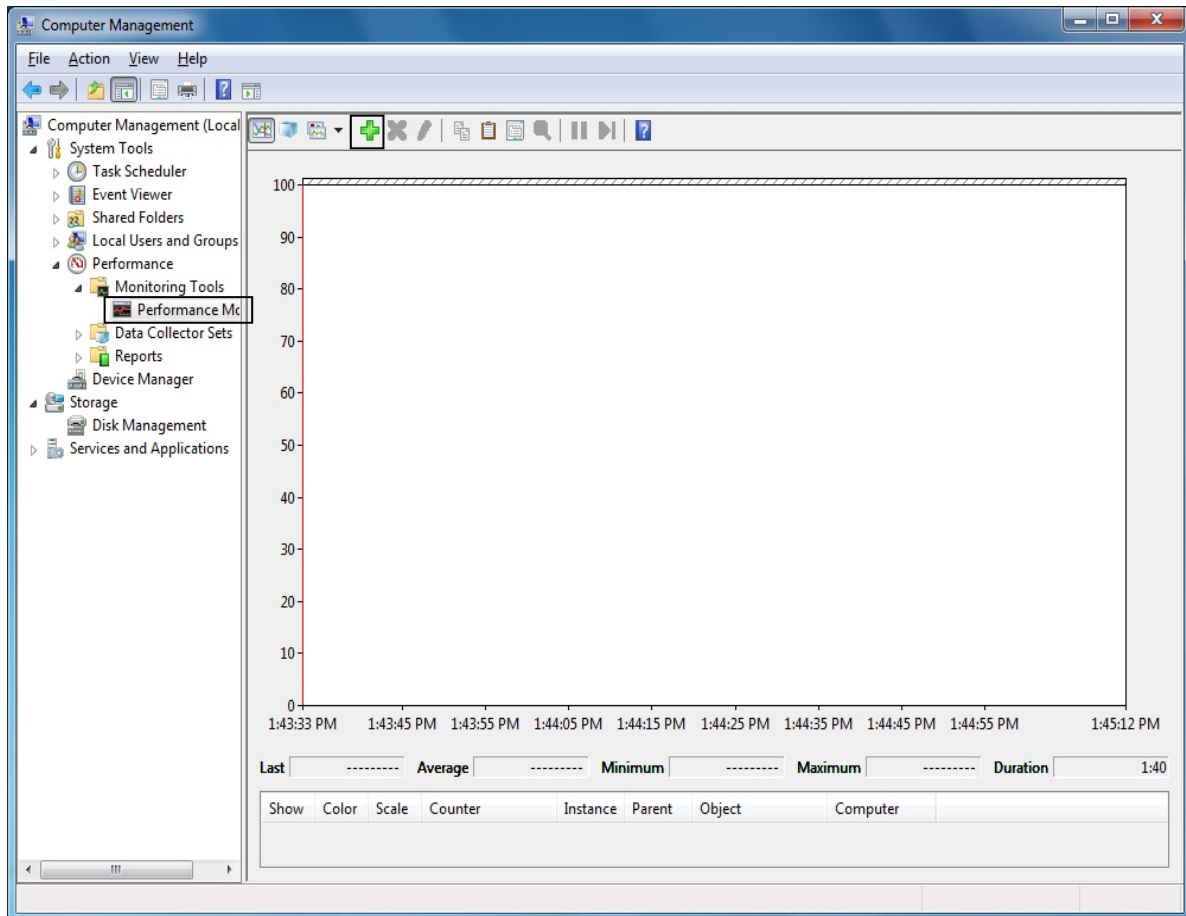 Computer Management
File Action View Help
Computer Management (Local
System Tools
Task Scheduler
Event Viewer
Shared Folders
Local Users and Groups
Performance
Monitoring Tools
Performance Mo
Data Collector Sets
Reports
Device Manager
Storage
Disk Management
Services and Applications
100
90
80
70
60
50
40
30
20
10
0
1:43:33 PM 1:43:45 PM 1:43:55 PM 1:44:05 PM 1:44:15 PM 1:44:25 PM 1:44:35 PM 1:44:45 PM 1:44:55 PM 1:45:12 PM
Last --------- Average --------- Minimum --------- Maximum --------- Duration 1:40
Show Color Scale Counter Instance Parent Object Computer